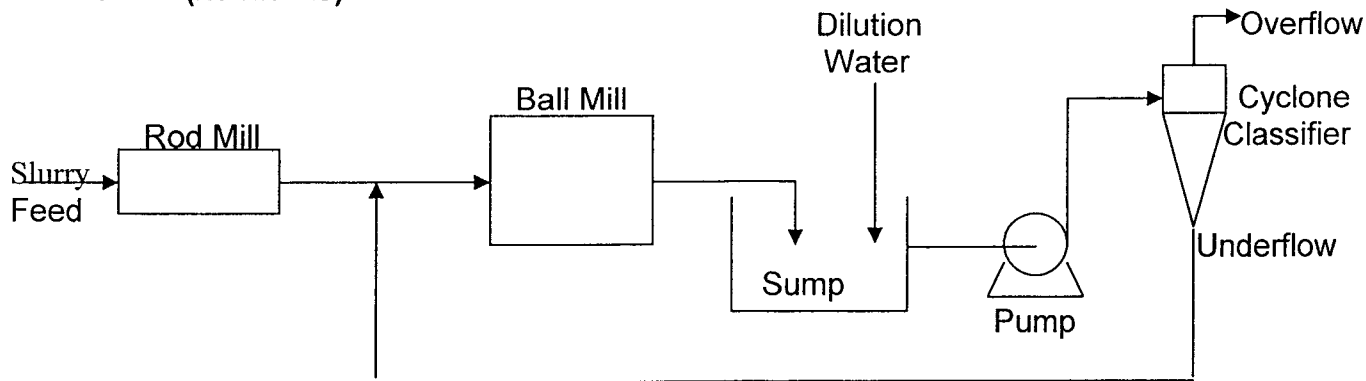 Overflow
Dilution
Water
Ball Mill
Cyclone
Classifier
Rod Mill
Slurry
Feed
Underflow
Sump
Pump